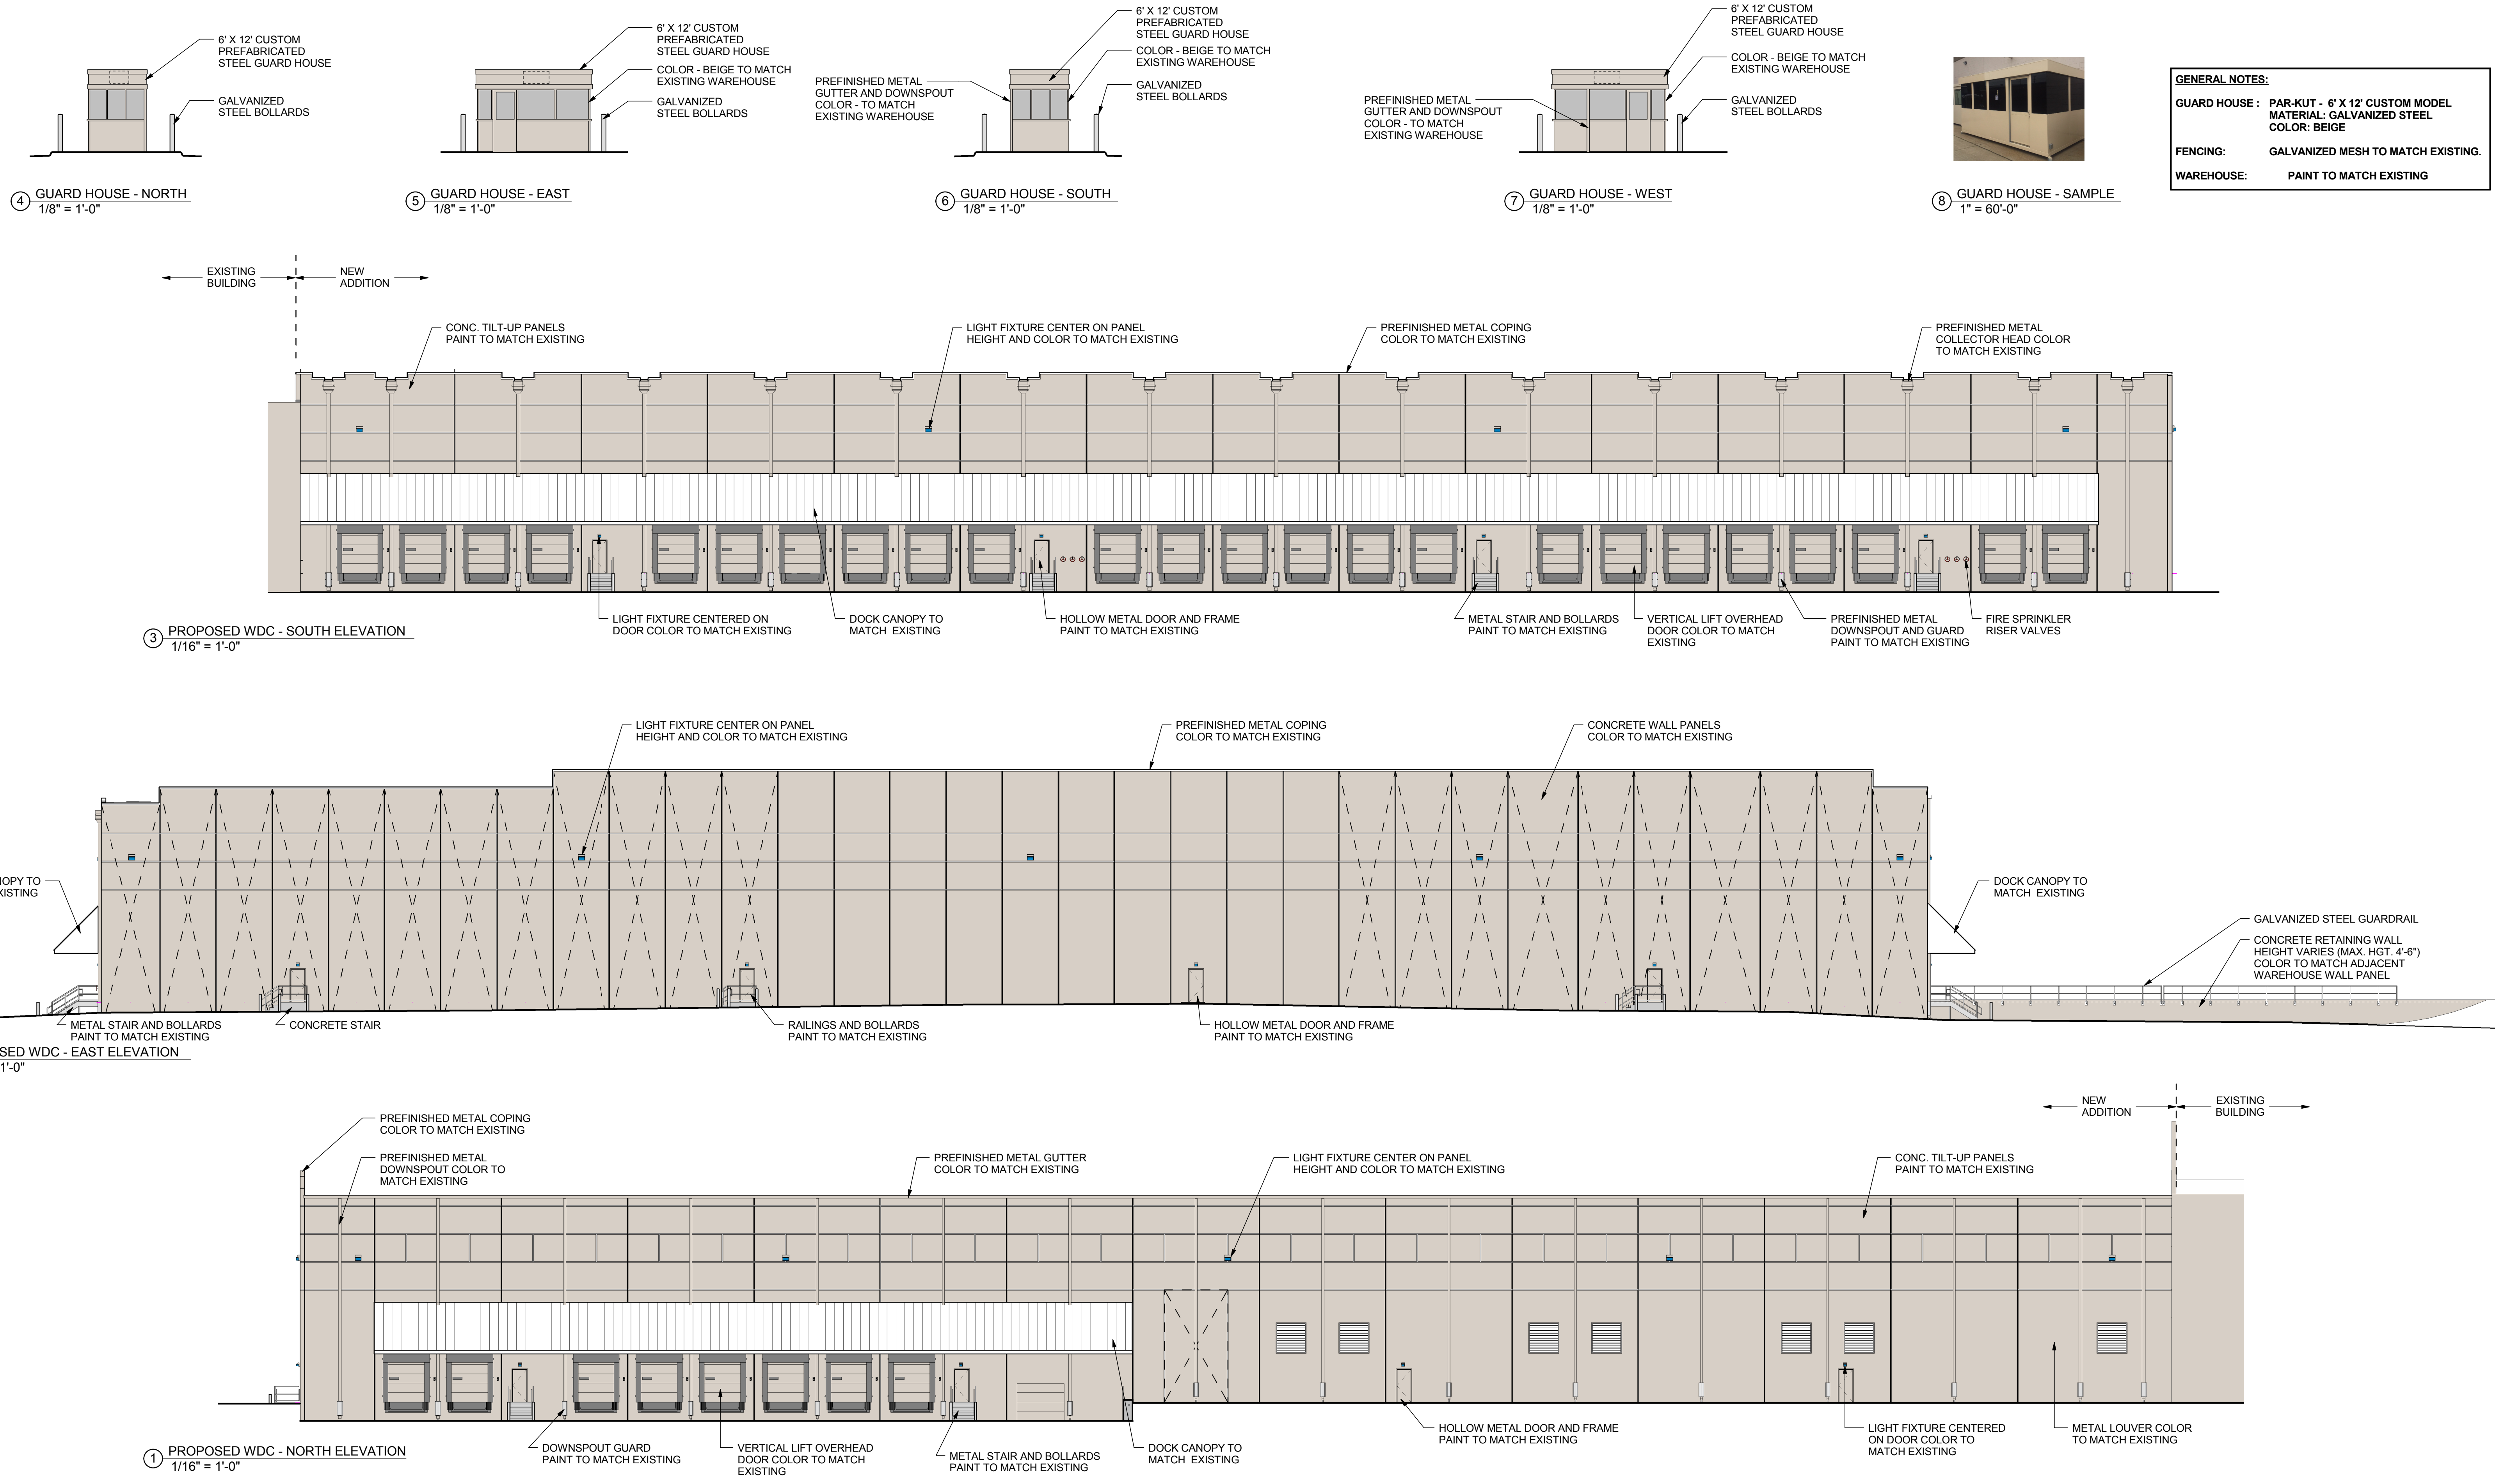 6' X 12' CUSTOM
PREFABRICATED
STEEL GUARD HOUSE
GALVANIZED
STEEL BOLLARDS
4
GUARD HOUSE - NORTH
1/8" = 1'-0"
6' X 12' CUSTOM
PREFABRICATED
STEEL GUARD HOUSE
COLOR - BEIGE TO MATCH
EXISTING WAREHOUSE
GALVANIZED
STEEL BOLLARDS
5
GUARD HOUSE - EAST
1/8" = 1'-0"
6' X 12' CUSTOM
PREFABRICATED
STEEL GUARD HOUSE
COLOR - BEIGE TO MATCH
EXISTING WAREHOUSE
PREFINISHED METAL
GUTTER AND DOWNSPOUT
COLOR - TO MATCH
EXISTING WAREHOUSE
GALVANIZED
STEEL BOLLARDS
6
GUARD HOUSE - SOUTH
1/8" = 1'-0"
6' X 12' CUSTOM
PREFABRICATED
STEEL GUARD HOUSE
COLOR - BEIGE TO MATCH
EXISTING WAREHOUSE
PREFINISHED METAL
GUTTER AND DOWNSPOUT
COLOR - TO MATCH
EXISTING WAREHOUSE
GALVANIZED
STEEL BOLLARDS
7
GUARD HOUSE - WEST
1/8" = 1'-0"
8
GUARD HOUSE - SAMPLE
1" = 60'-0"
GENERAL NOTES:
GUARD HOUSE : PAR-KUT - 6' X 12' CUSTOM MODEL
MATERIAL: GALVANIZED STEEL
COLOR: BEIGE
FENCING: GALVANIZED MESH TO MATCH EXISTING.
WAREHOUSE: PAINT TO MATCH EXISTING
EXISTING
BUILDING
NEW
ADDITION
CONC. TILT-UP PANELS
PAINT TO MATCH EXISTING
LIGHT FIXTURE CENTER ON PANEL
HEIGHT AND COLOR TO MATCH EXISTING
PREFINISHED METAL COPING
COLOR TO MATCH EXISTING
PREFINISHED METAL
COLLECTOR HEAD COLOR
TO MATCH EXISTING
LIGHT FIXTURE CENTERED ON
DOOR COLOR TO MATCH EXISTING
DOCK CANOPY TO
MATCH EXISTING
HOLLOW METAL DOOR AND FRAME
PAINT TO MATCH EXISTING
METAL STAIR AND BOLLARDS
PAINT TO MATCH EXISTING
VERTICAL LIFT OVERHEAD
DOOR COLOR TO MATCH
EXISTING
PREFINISHED METAL
DOWNSPOUT AND GUARD
PAINT TO MATCH EXISTING
FIRE SPRINKLER
RISER VALVES
3
PROPOSED WDC - SOUTH ELEVATION
1/16" = 1'-0"
LIGHT FIXTURE CENTER ON PANEL
HEIGHT AND COLOR TO MATCH EXISTING
PREFINISHED METAL COPING
COLOR TO MATCH EXISTING
CONCRETE WALL PANELS
COLOR TO MATCH EXISTING
NOPY TO
XISTING
DOCK CANOPY TO
MATCH EXISTING
GALVANIZED STEEL GUARDRAIL
CONCRETE RETAINING WALL
HEIGHT VARIES (MAX. HGT. 4'-6")
COLOR TO MATCH ADJACENT
WAREHOUSE WALL PANEL
METAL STAIR AND BOLLARDS
PAINT TO MATCH EXISTING
CONCRETE STAIR
RAILINGS AND BOLLARDS
PAINT TO MATCH EXISTING
HOLLOW METAL DOOR AND FRAME
PAINT TO MATCH EXISTING
SED WDC - EAST ELEVATION
1'-0"
NEW
ADDITION
EXISTING
BUILDING
PREFINISHED METAL COPING
COLOR TO MATCH EXISTING
PREFINISHED METAL
DOWNSPOUT COLOR TO
MATCH EXISTING
PREFINISHED METAL GUTTER
COLOR TO MATCH EXISTING
LIGHT FIXTURE CENTER ON PANEL
HEIGHT AND COLOR TO MATCH EXISTING
CONC. TILT-UP PANELS
PAINT TO MATCH EXISTING
DOWNSPOUT GUARD
PAINT TO MATCH EXISTING
VERTICAL LIFT OVERHEAD
DOOR COLOR TO MATCH
EXISTING
METAL STAIR AND BOLLARDS
PAINT TO MATCH EXISTING
DOCK CANOPY TO
MATCH EXISTING
HOLLOW METAL DOOR AND FRAME
PAINT TO MATCH EXISTING
LIGHT FIXTURE CENTERED
ON DOOR COLOR TO
MATCH EXISTING
METAL LOUVER COLOR
TO MATCH EXISTING
1
PROPOSED WDC - NORTH ELEVATION
1/16" = 1'-0"